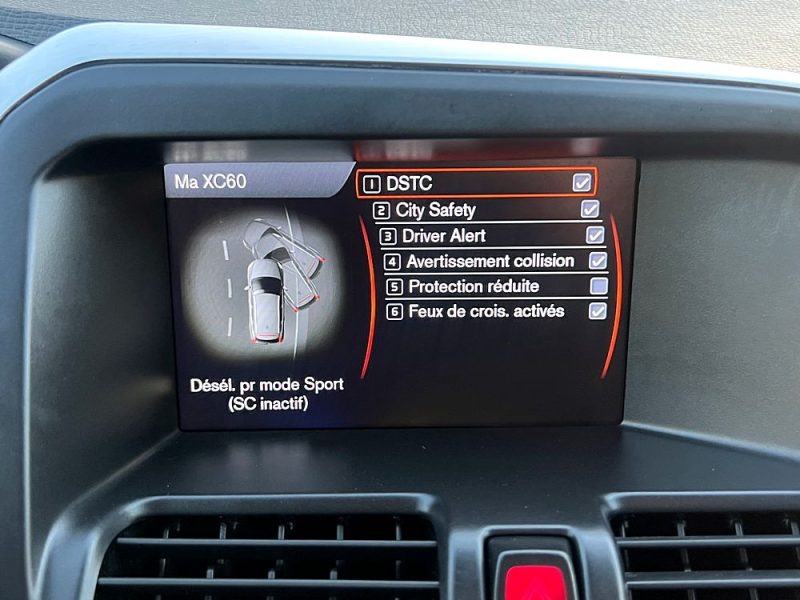 Ma XC60
1 DSTC
2 City Safety
3 Driver Alert
4 Avertissement collision
5 Protection réduite
6 Feux de crois. activés
Désél. pr mode Sport
(SC inactif)